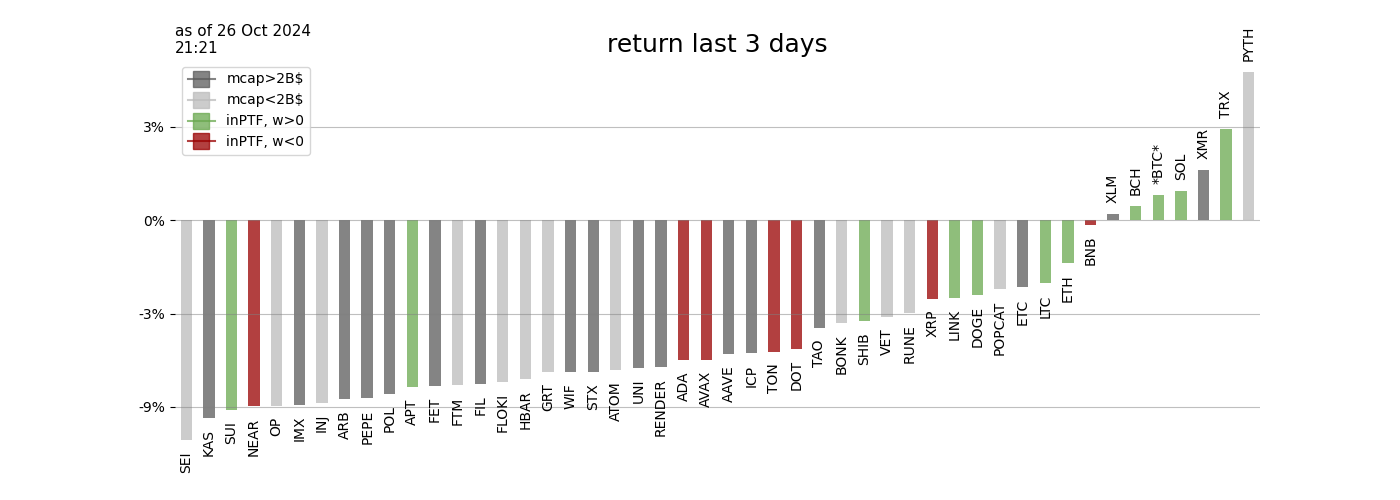 as of 26 Oct 2024
21:21
return last 3 days
mcap>2B$
mcap<2B$
inPTF, w>0
inPTF, w<0
3%
0%
-3%
-9%
SEI
KAS
SUI
NEAR
OP
IMX
INJ
ARB
PEPE
POL
APT
FET
FTM
FIL
FLOKI
HBAR
GRT
WIF
STX
ATOM
UNI
RENDER
ADA
AVAX
AAVE
ICP
TON
DOT
TAO
BONK
SHIB
VET
RUNE
XRP
LINK
DOGE
POPCAT
ETC
LTC
ETH
BNB
XLM
BCH
*BTC*
SOL
XMR
TRX
PYTH